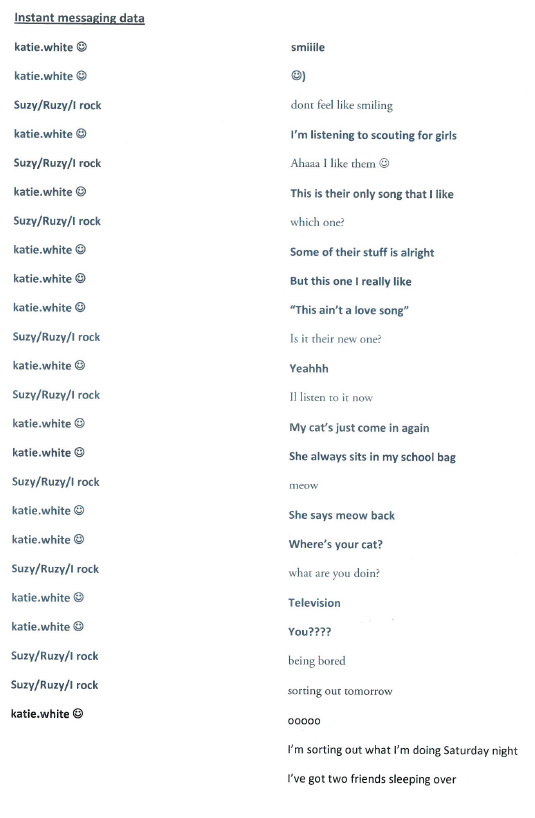 Instant messaging data
katie.white ☺ smiiile
katie.white ☺ ☺)
Suzy/Ruzy/I rock dont feel like smiling
katie.white ☺ I'm listening to scouting for girls
Suzy/Ruzy/I rock Ahaaa I like them ☺
katie.white ☺ This is their only song that I like
Suzy/Ruzy/I rock which one?
katie.white ☺ Some of their stuff is alright
katie.white ☺ But this one I really like
katie.white ☺ "This ain't a love song"
Suzy/Ruzy/I rock Is it their new one?
katie.white ☺ Yeahhh
Suzy/Ruzy/I rock Il listen to it now
katie.white ☺ My cat's just come in again
katie.white ☺ She always sits in my school bag
Suzy/Ruzy/I rock meow
katie.white ☺ She says meow back
katie.white ☺ Where's your cat?
Suzy/Ruzy/I rock what are you doin?
katie.white ☺ Television
katie.white ☺ You????
Suzy/Ruzy/I rock being bored
Suzy/Ruzy/I rock sorting out tomorrow
katie.white ☺ ooooo
I'm sorting out what I'm doing Saturday night
I've got two friends sleeping over